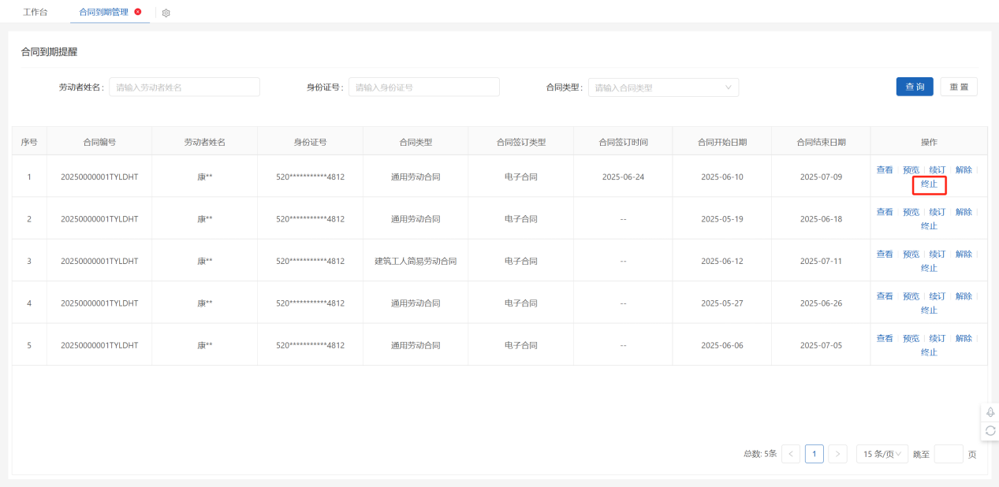 工作台 合同到期管理
合同到期提醒
劳动者姓名: 请输入劳动者姓名 身份证号: 请输入身份证号 合同类型: 请输入合同类型 查 询 重 置
序号 合同编号 劳动者姓名 身份证号 合同类型 合同签订类型 合同签订时间 合同开始日期 合同结束日期 操作
1 20250000001TYLDHT 康** 520***********4812 通用劳动合同 电子合同 2025-06-24 2025-06-10 2025-07-09 查看 预览 续订 解除
终止
2 20250000001TYLDHT 康** 520***********4812 通用劳动合同 电子合同 -- 2025-05-19 2025-06-18 查看 预览 续订 解除
终止
3 20250000001TYLDHT 康** 520***********4812 建筑工人简易劳动合同 电子合同 -- 2025-06-12 2025-07-11 查看 预览 续订 解除
终止
4 20250000001TYLDHT 康** 520***********4812 通用劳动合同 电子合同 -- 2025-05-27 2025-06-26 查看 预览 续订 解除
终止
5 20250000001TYLDHT 康** 520***********4812 通用劳动合同 电子合同 -- 2025-06-06 2025-07-05 查看 预览 续订 解除
终止
总数: 5条 < 1 > 15 条/页 跳至 页